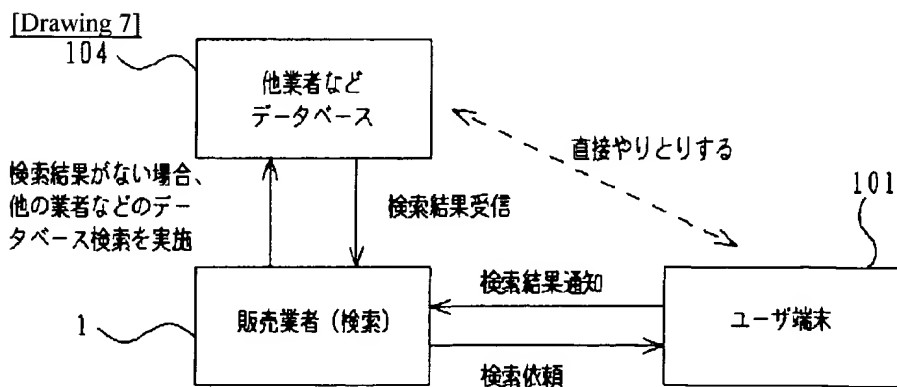 [Drawing 7]
104
他業者など
データベース
直接やりとりする
検索結果がない場合、
他の業者などのデー
タベース検索を実施
検索結果受信
101
検索結果通知
1
販売業者（検索）
ユーザ端末
検索依頼